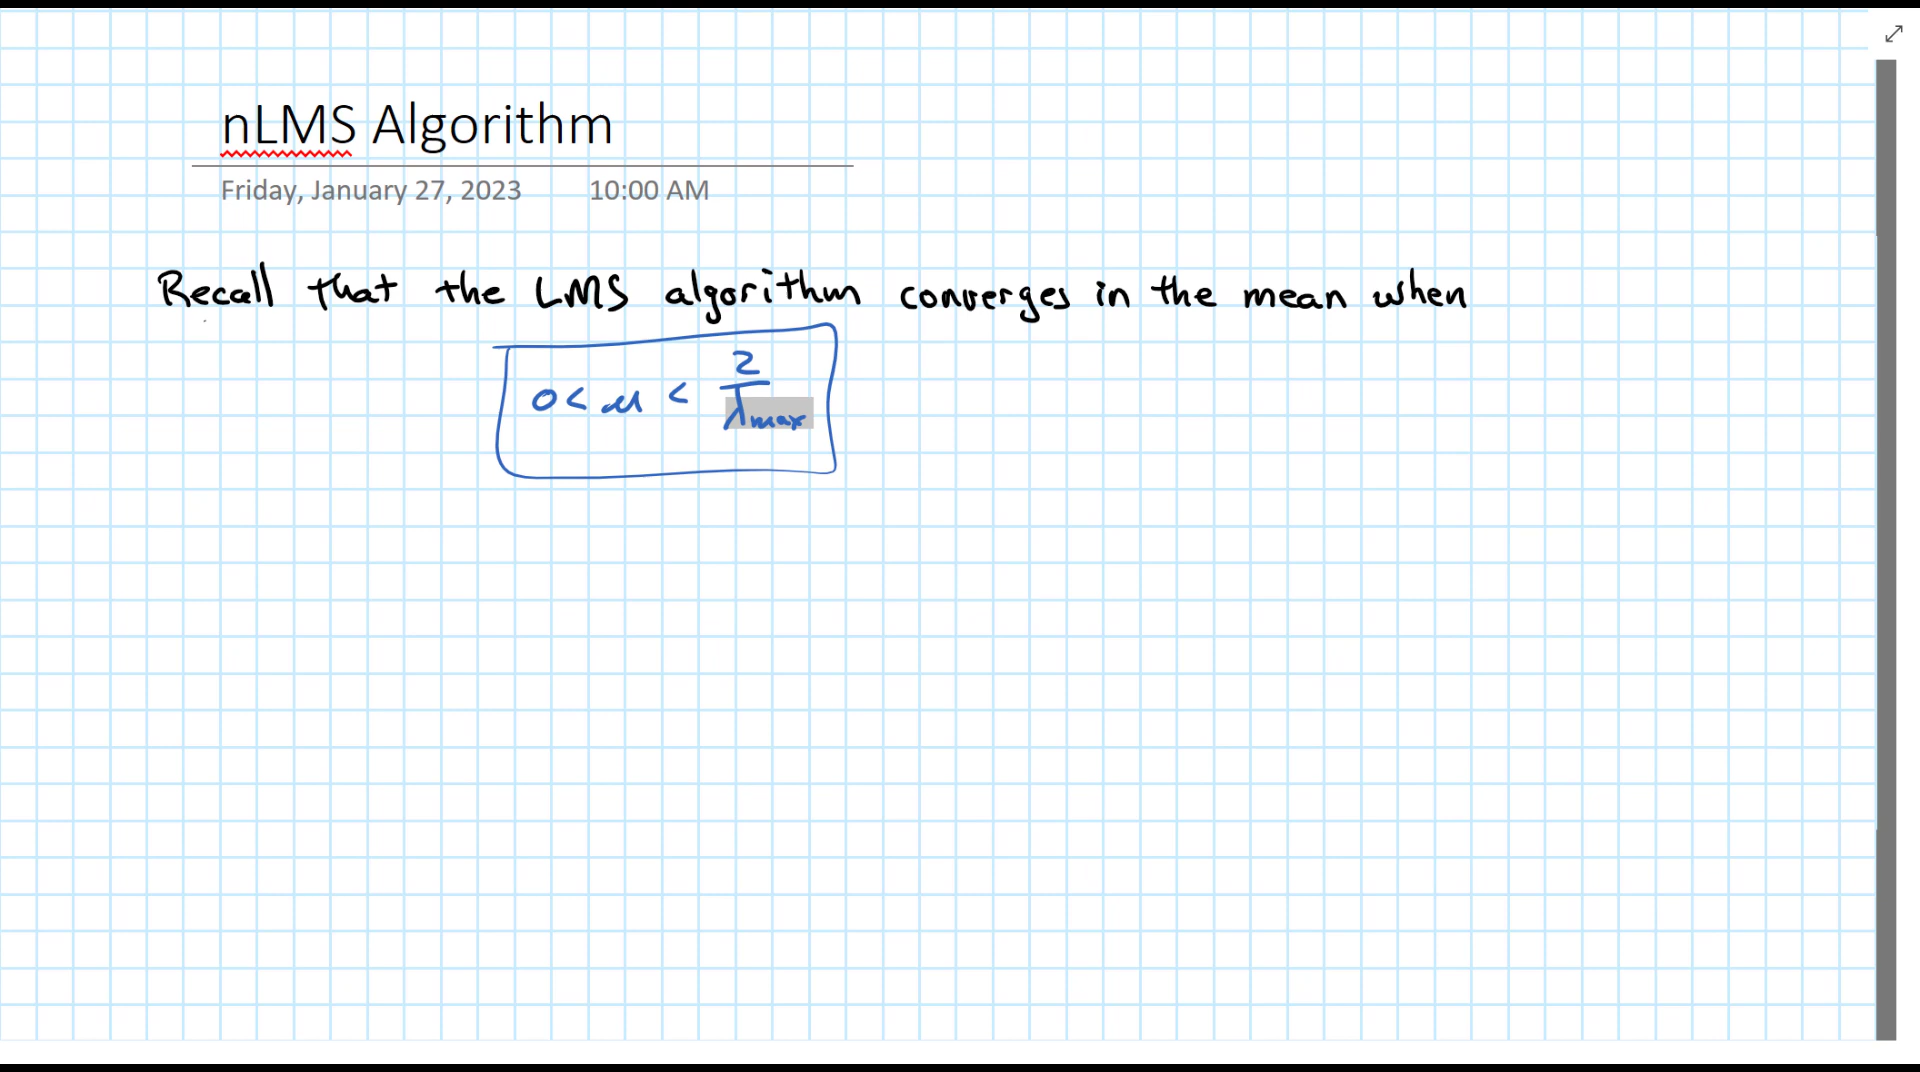 nLMS Algorithm
Friday, January 27, 2023 10:00 AM
Recall that the LMS algorithm converges in the mean when
0 < μ < 2/λmax